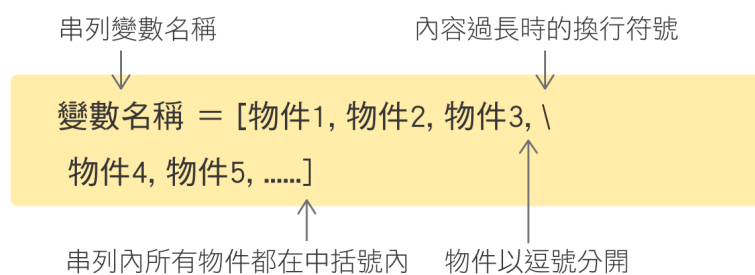 串列變數名稱
內容過長時的換行符號
變數名稱 = [物件1, 物件2, 物件3, \
物件4, 物件5, ......]
串列內所有物件都在中括號內
物件以逗號分開